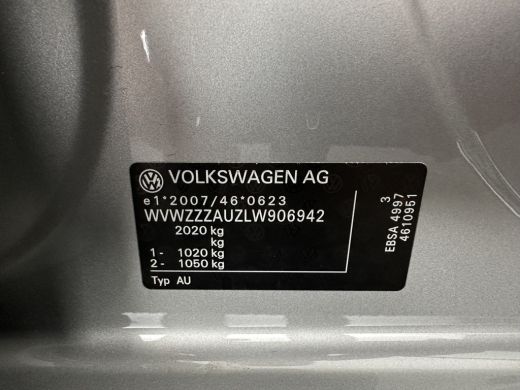 VOLKSWAGEN AG
e1*2007/46*0623
WVWZZZAUZLW906942
2020 kg
kg
1- 1020 kg
2- 1050 kg
Typ AU
3
EBSA 4997
4610951